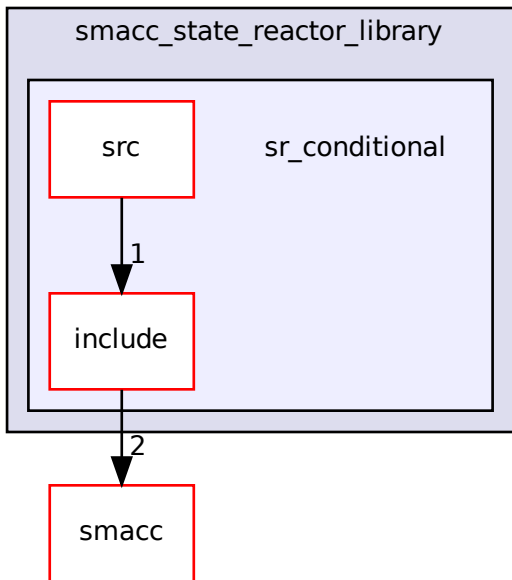 smacc_state_reactor_library
src
sr_conditional
1
include
2
smacc